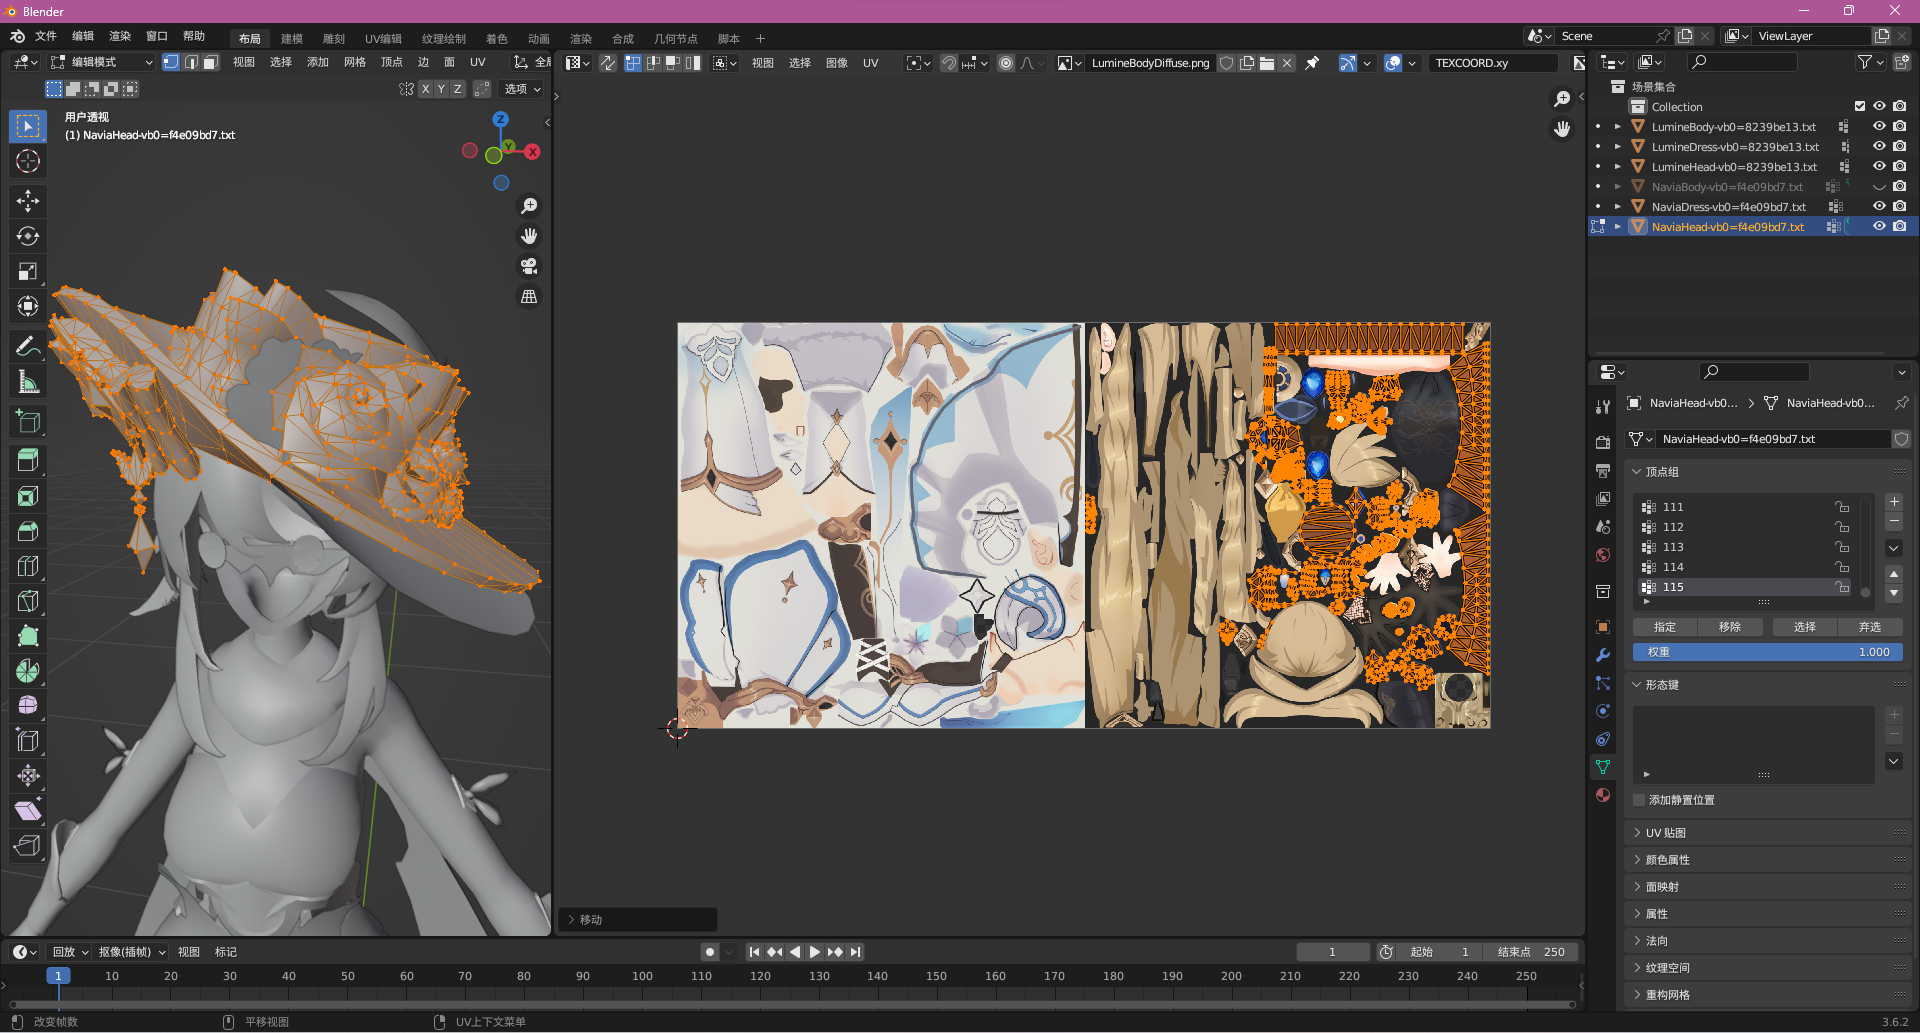 Blender
文件 编辑 渲染 窗口 帮助 布局 建模 雕刻 UV编辑 纹理绘制 着色 动画 渲染 合成 几何节点 脚本 + Scene ViewLayer
编辑模式 视图 选择 添加 网格 顶点 边 面 UV 全局 视图 选择 图像 UV LumineBodyDiffuse.png TEXCOORD.xy
X Y Z 选项
用户透视
(1) NaviaHead-vb0=f4e09bd7.txt
Z
Y
X
场景集合
Collection
LumineBody-vb0=8239be13.txt
LumineDress-vb0=8239be13.txt
LumineHead-vb0=8239be13.txt
NaviaBody-vb0=f4e09bd7.txt
NaviaDress-vb0=f4e09bd7.txt
NaviaHead-vb0=f4e09bd7.txt
NaviaHead-vb0... NaviaHead-vb0...
NaviaHead-vb0=f4e09bd7.txt
顶点组
111
112
113
114
115
指定 移除 选择 弃选
权重 1.000
形态键
添加静置位置
UV 贴图
颜色属性
面映射
属性
法向
纹理空间
重构网格
移动
回放 抠像(插帧) 视图 标记 1 起始 1 结束点 250
1 10 20 30 40 50 60 70 80 90 100 110 120 130 140 150 160 170 180 190 200 210 220 230 240 250
改变帧数 平移视图 UV上下文菜单 3.6.2